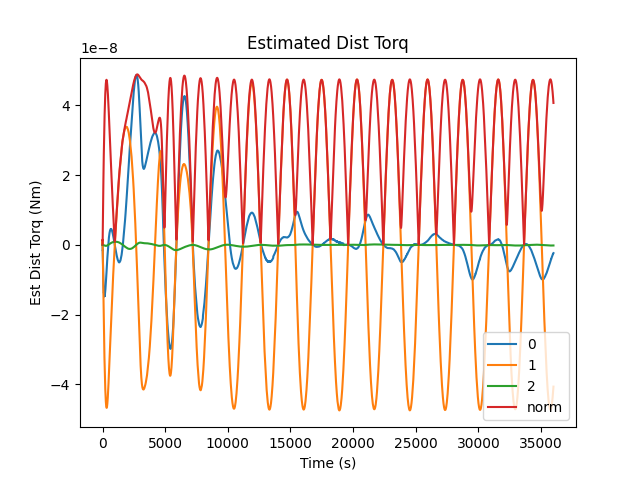 Estimated Dist Torq
1e−8
Est Dist Torq (Nm)
4
2
0
−2
−4
0 5000 10000 15000 20000 25000 30000 35000
Time (s)
0
1
2
norm